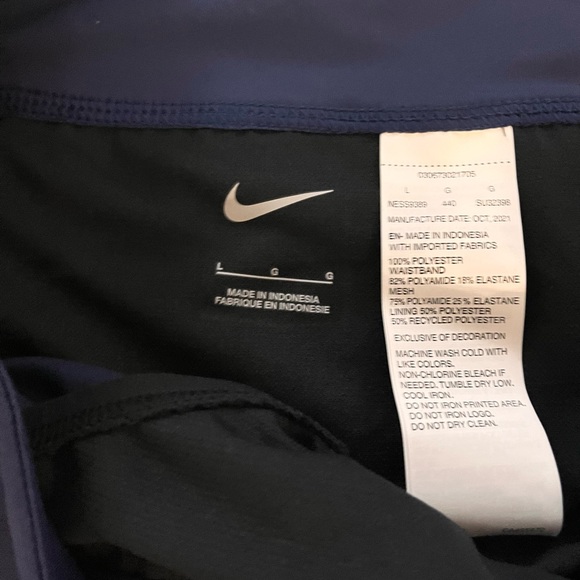 L G G
MADE IN INDONESIA
FABRIQUE EN INDONESIE
030673021705
L G G
NESS9389 440 SU32398
MANUFACTURE DATE: OCT, 2021
EN- MADE IN INDONESIA
WITH IMPORTED FABRICS
100% POLYESTER
WAISTBAND
82% POLYAMIDE 18% ELASTANE
MESH
75% POLYAMIDE 25% ELASTANE
LINING 50% POLYESTER
50% RECYCLED POLYESTER
EXCLUSIVE OF DECORATION
MACHINE WASH COLD WITH
LIKE COLORS.
NON-CHLORINE BLEACH IF
NEEDED. TUMBLE DRY LOW.
COOL IRON.
DO NOT IRON PRINTED AREA.
DO NOT IRON LOGO.
DO NOT DRY CLEAN.